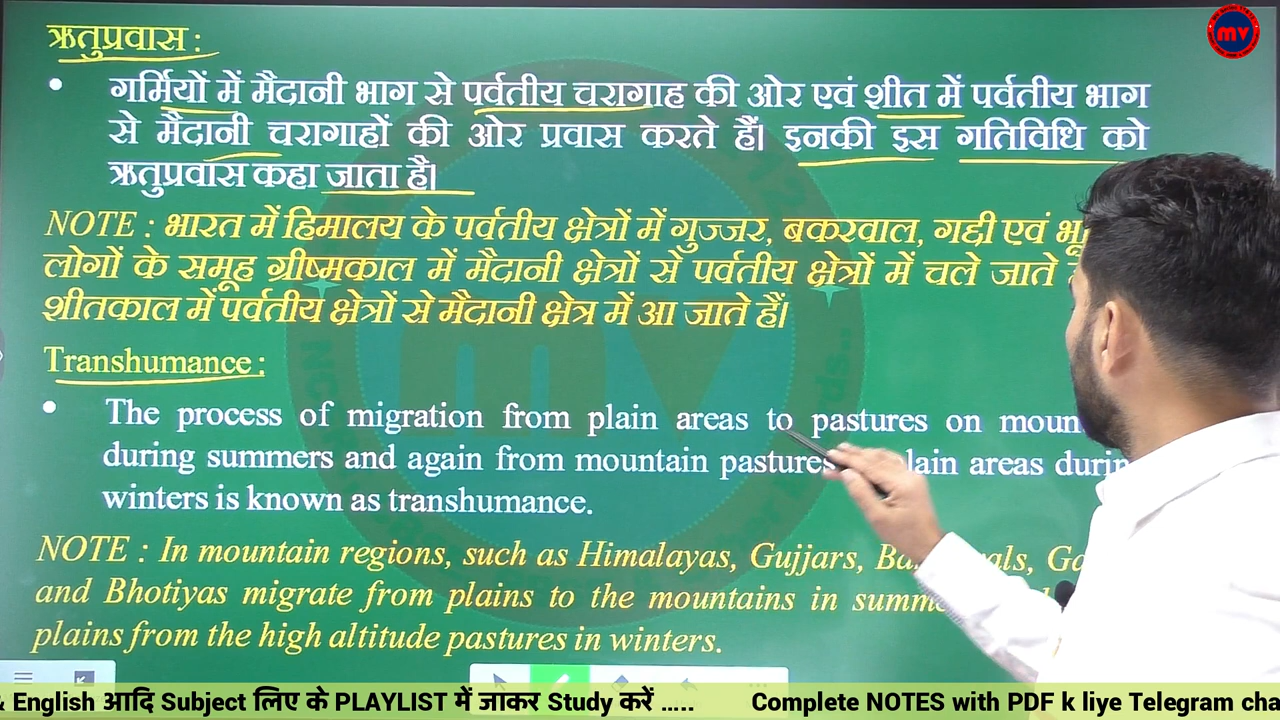 ऋतुप्रवास :
mv
• गर्मियों में मैदानी भाग से पर्वतीय चरागाह की ओर एवं शीत में पर्वतीय भाग
से मैदानी चरागाहों की ओर प्रवास करते हैं। इनकी इस गतिविधि को
ऋतुप्रवास कहा जाता है।
NOTE : भारत में हिमालय के पर्वतीय क्षेत्रों में गुज्जर, बकरवाल, गद्दी एवं
लोगों के समूह ग्रीष्मकाल में मैदानी क्षेत्रों से पर्वतीय क्षेत्रों में चले जाते
शीतकाल में पर्वतीय क्षेत्रों से मैदानी क्षेत्र में आ जाते हैं।
Transhumance :
• The process of migration from plain areas to pastures on
during summers and again from mountain pastures areas
winters is known as transhumance.
NOTE : In mountain regions, such as Himalayas, Gujjars,
and Bhotiyas migrate from plains to the mountains in
plains from the high altitude pastures in winters.
& English आदि Subject लिए के PLAYLIST में जाकर Study करें ..... Complete NOTES with PDF k liye Telegram